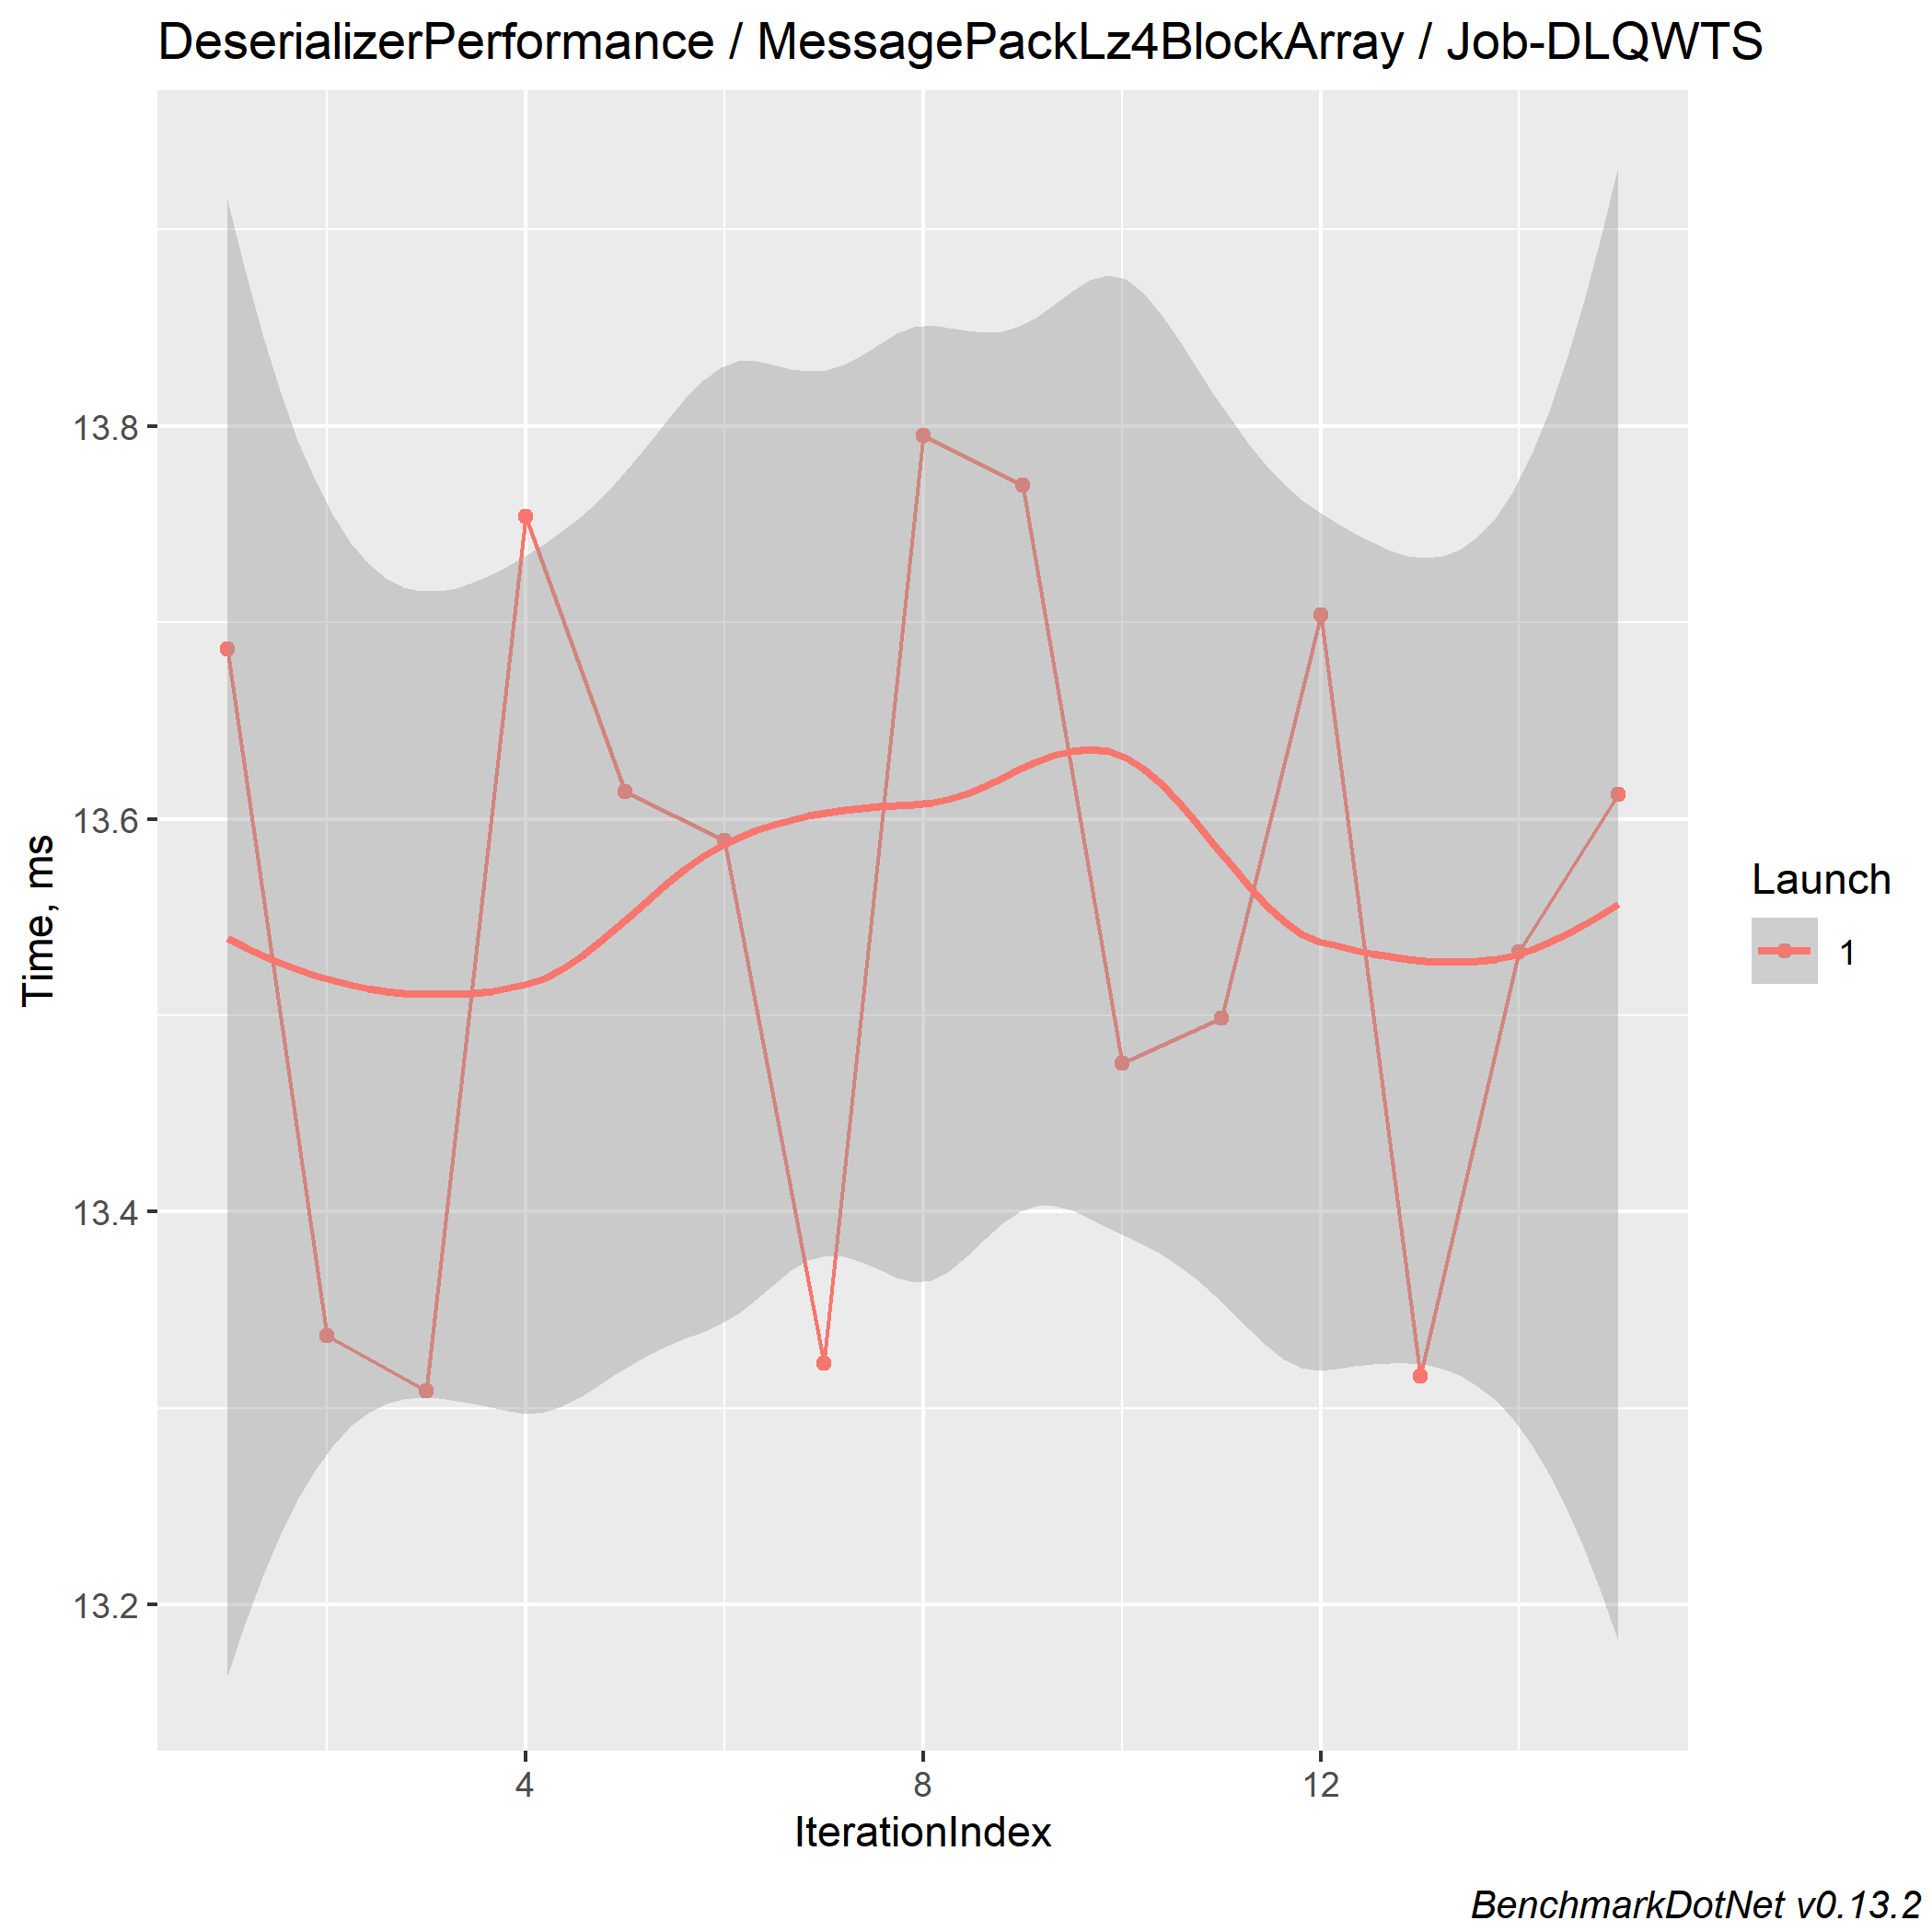 DeserializerPerformance / MessagePackLz4BlockArray / Job-DLQWTS
13.8
13.6
13.4
13.2
Time, ms
4
8
12
IterationIndex
Launch
1
BenchmarkDotNet v0.13.2